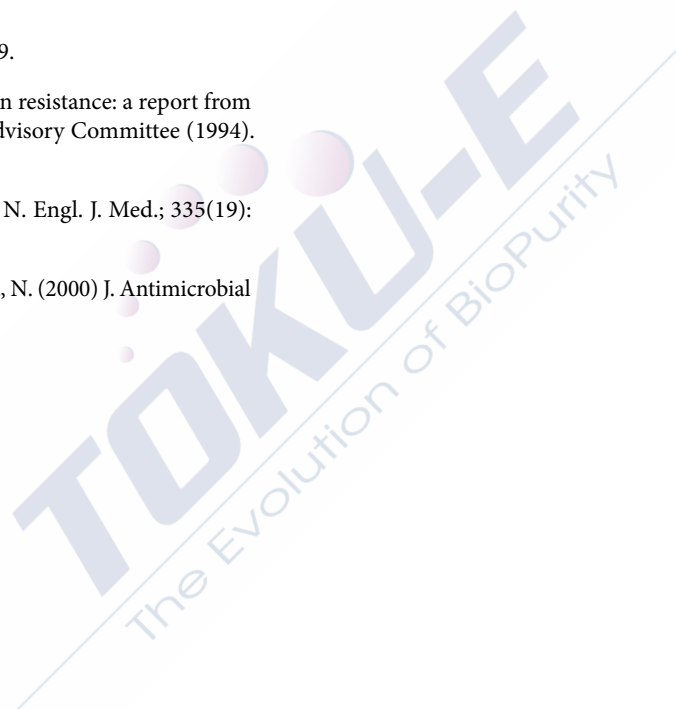 9.
n resistance: a report from
dvisory Committee (1994).
N. Engl. J. Med.; 335(19):
, N. (2000) J. Antimicrobial
TOKU-E
The Evolution of BioPurity